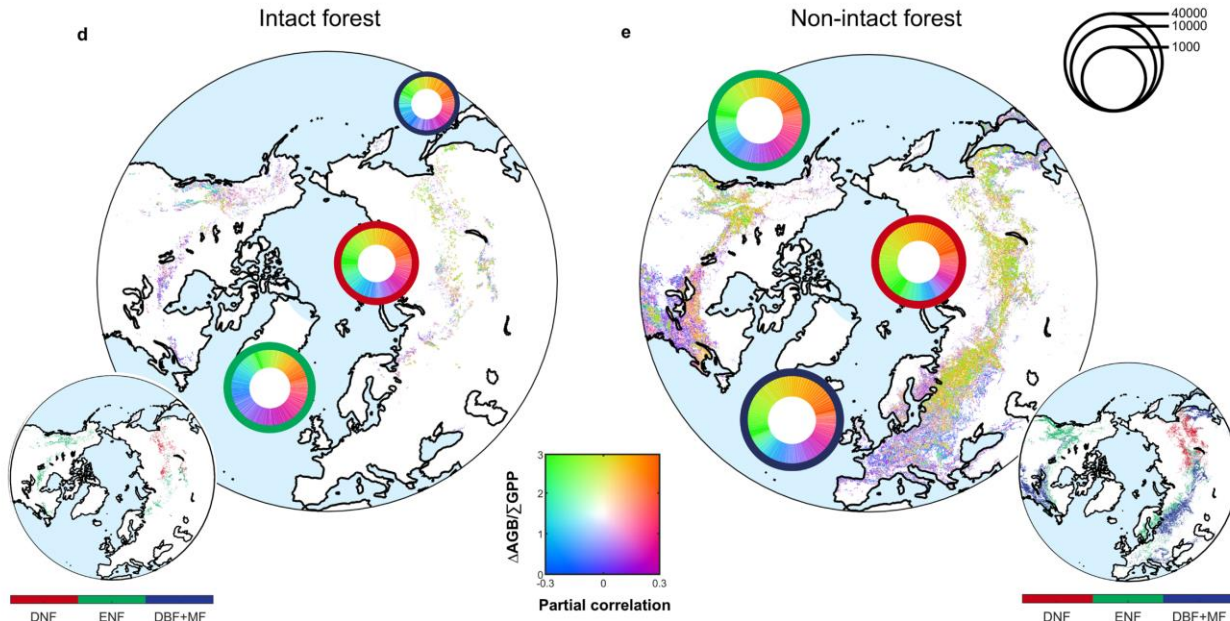 Intact forest
Non-intact forest
d
e
40000
10000
1000
ΔAGB/∑GPP
3
2
1
0
-0.3
0
0.3
Partial correlation
DNF
ENF
DBF+MF
DNF
ENF
DBF+MF